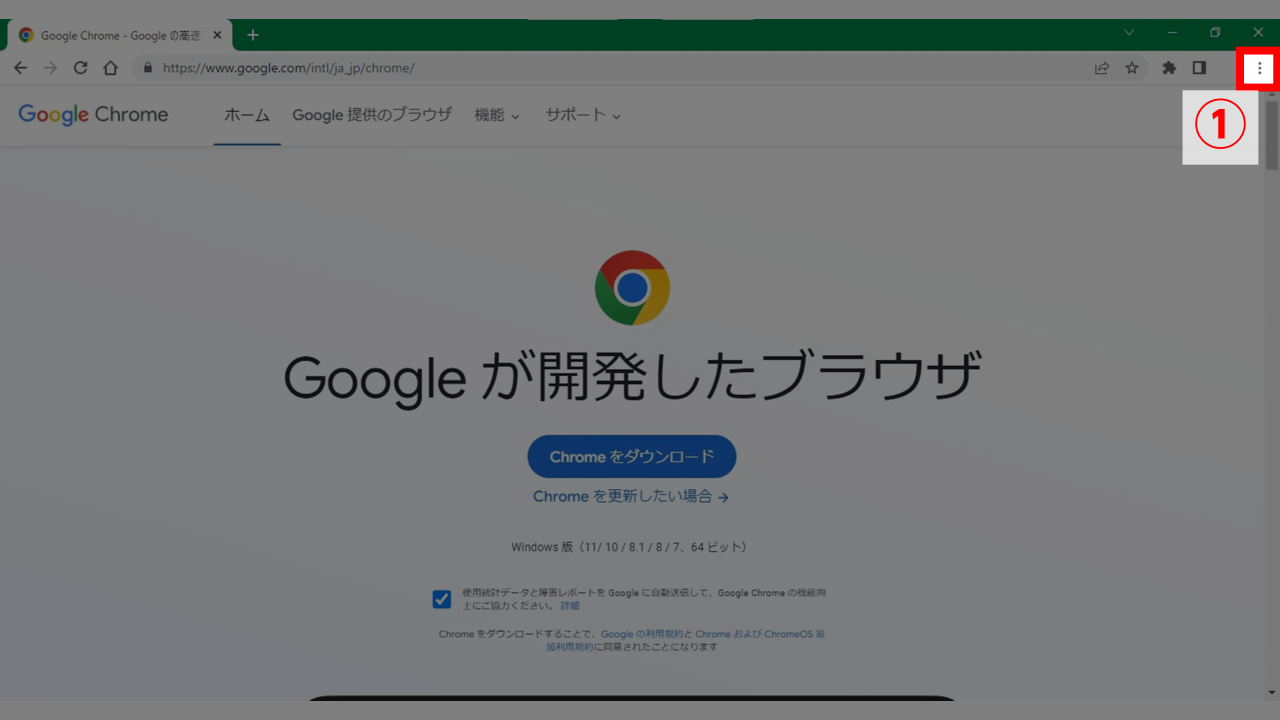 Google Chrome - Google の高速
https://www.google.com/intl/ja_jp/chrome/
Google Chrome
ホーム
Google 提供のブラウザ
機能
サポート
①
Google が開発したブラウザ
Chrome をダウンロード
Chrome を更新したい場合 →
Windows 版（11/ 10 / 8.1 / 8 / 7、64 ビット）
使用統計データと障害レポートを Google に自動送信して、Google Chrome の機能向
上にご協力ください。 詳細
Chrome をダウンロードすることで、Google の利用規約と Chrome および ChromeOS 追
加利用規約に同意されたことになります